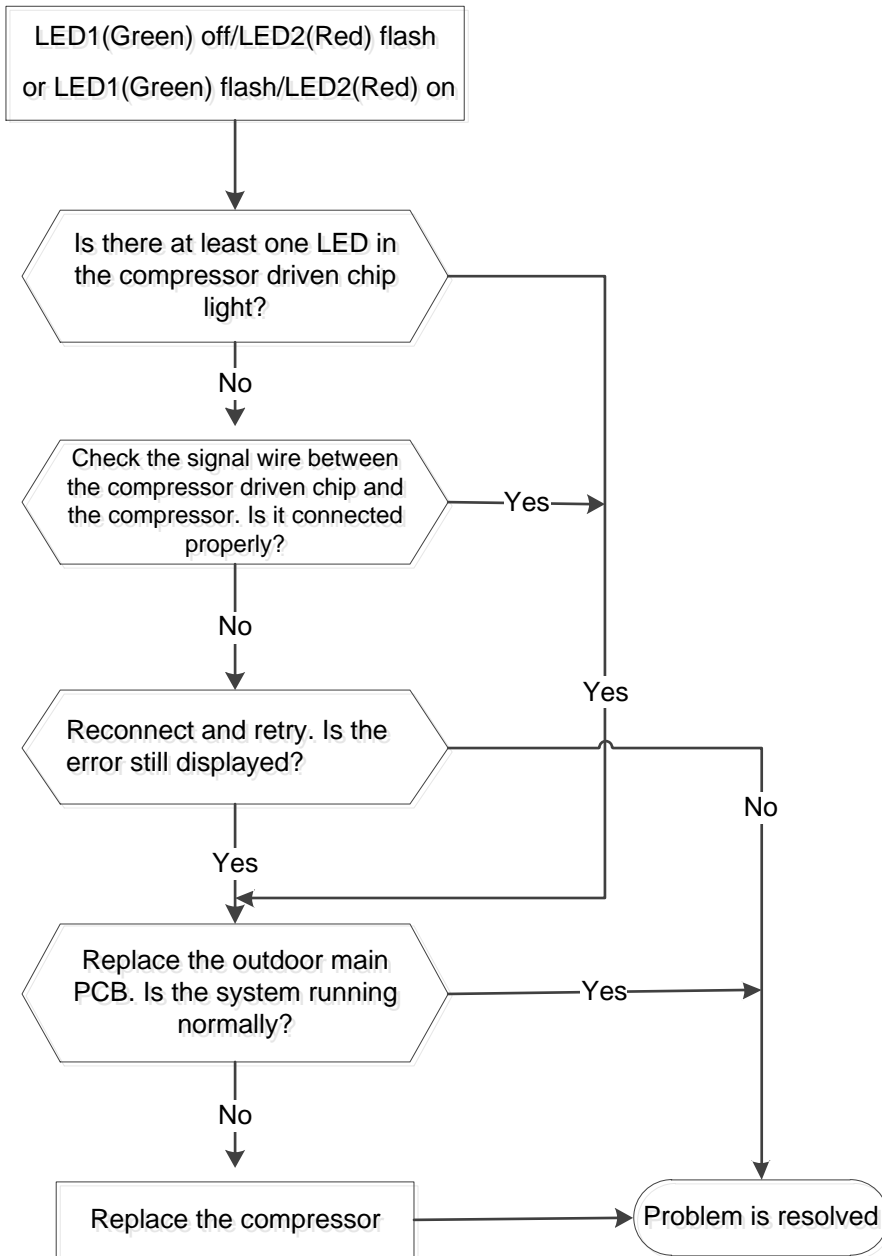 LED1(Green) off/LED2(Red) flash
or LED1(Green) flash/LED2(Red) on
Is there at least one LED in
the compressor driven chip
light?
No
Check the signal wire between
the compressor driven chip and
the compressor. Is it connected
properly?
Yes
No
Yes
Reconnect and retry. Is the
error still displayed?
No
Yes
Replace the outdoor main
PCB. Is the system running
normally?
Yes
No
Replace the compressor
Problem is resolved